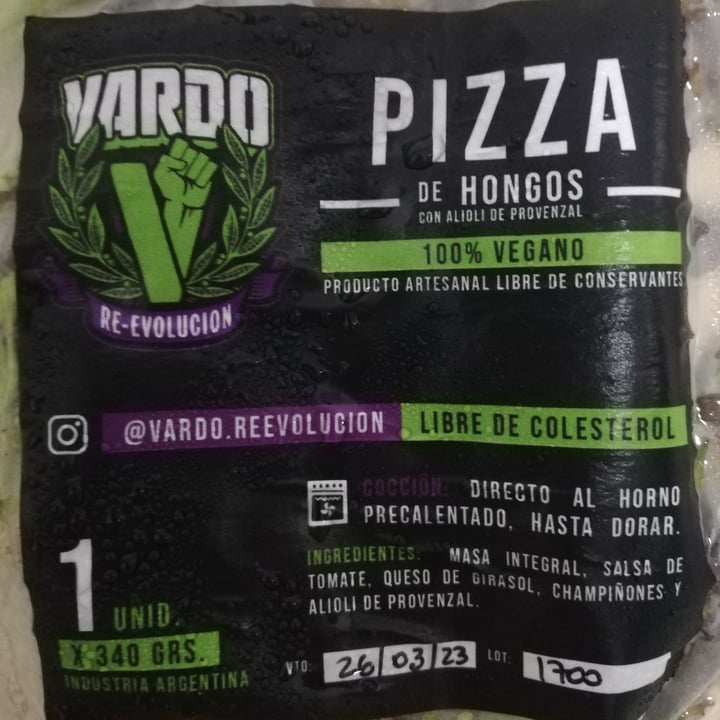 VARDO
RE-EVOLUCION
PIZZA
DE HONGOS
CON ALIOLI DE PROVENZAL
100% VEGANO
PRODUCTO ARTESANAL LIBRE DE CONSERVANTES
@VARDO.REEVOLUCION
LIBRE DE COLESTEROL
COCCIÓN: DIRECTO AL HORNO
PRECALENTADO, HASTA DORAR.
INGREDIENTES: MASA INTEGRAL, SALSA DE
TOMATE, QUESO DE GIRASOL, CHAMPIÑONES Y
ALIOLI DE PROVENZAL.
1 UNID.
X 340 GRS.
INDUSTRIA ARGENTINA
VTO: 26/03/23 LOT: 1700